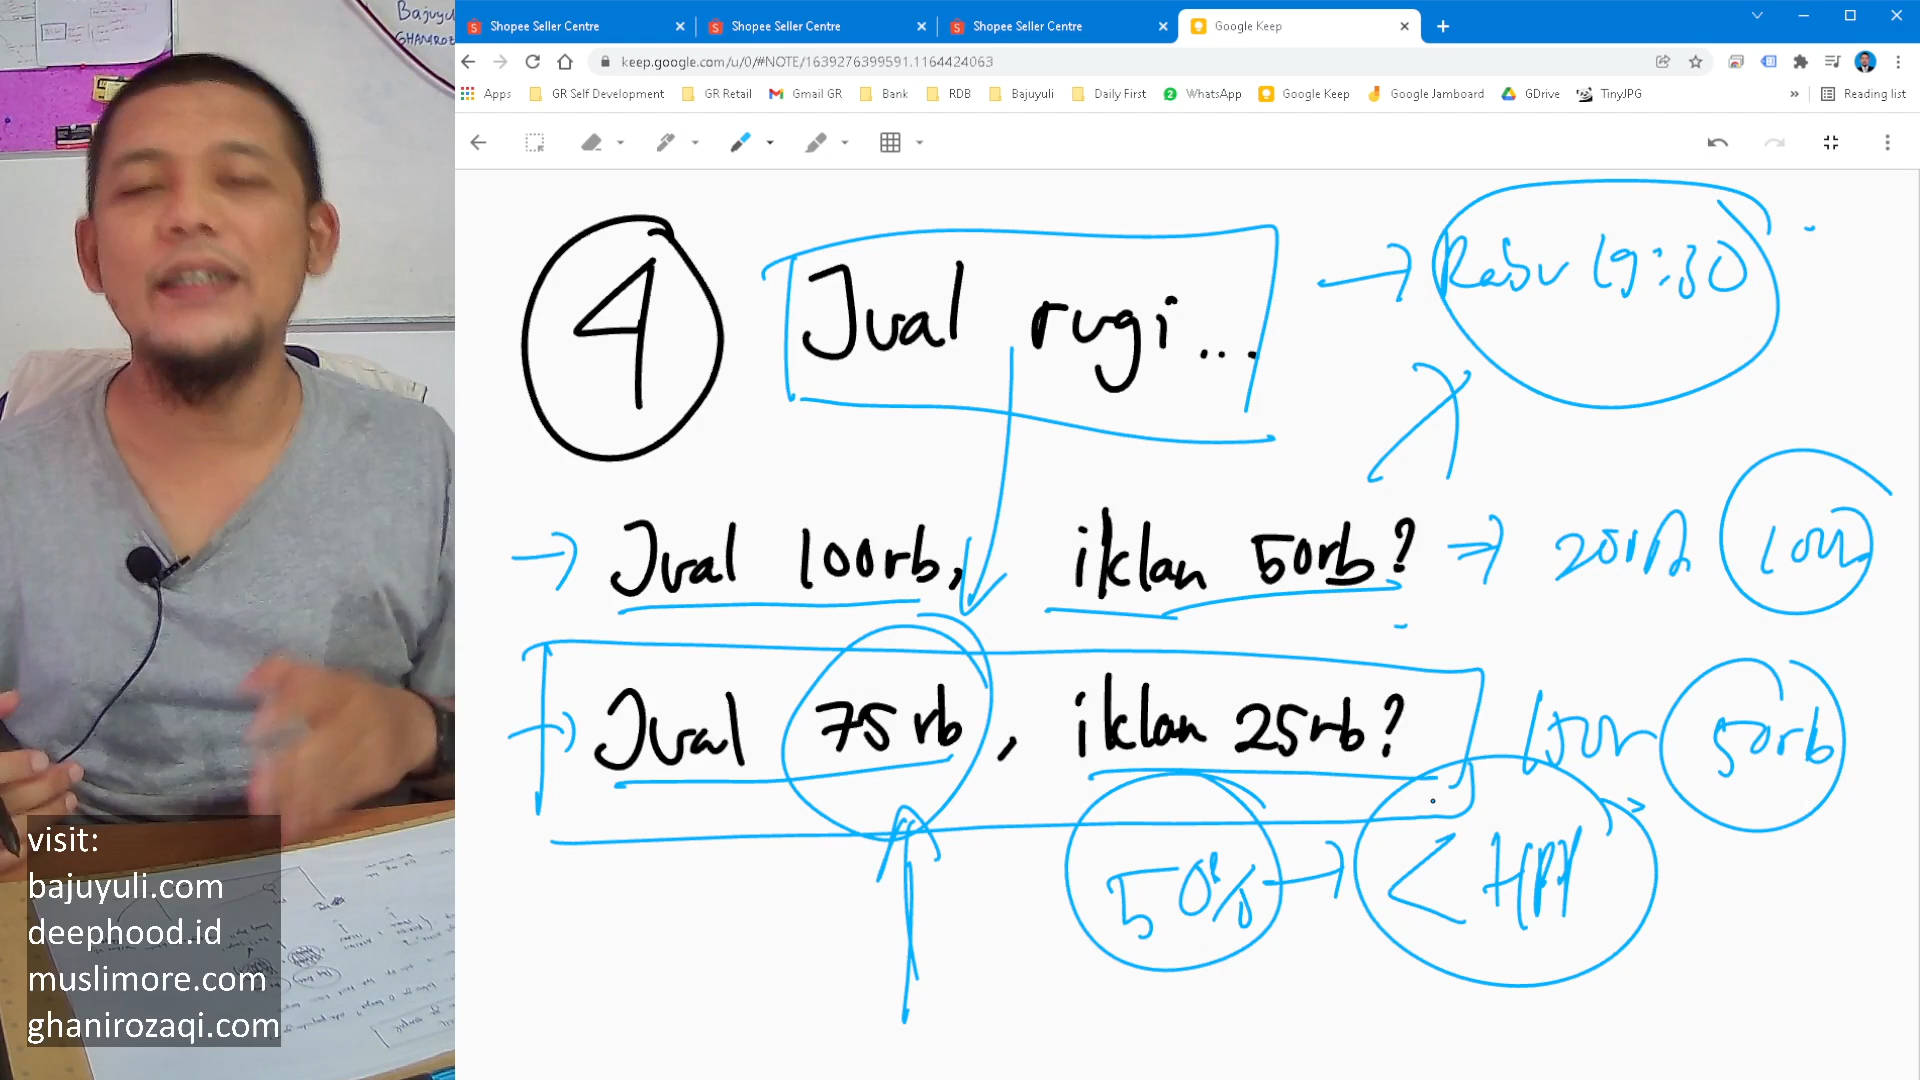 Bajuyu
GHANIROZ
Shopee Seller Centre
Shopee Seller Centre
Shopee Seller Centre
Google Keep
keep.google.com/u/0/#NOTE/1639276399591.1164424063
Apps GR Self Development GR Retail Gmail GR Bank RDB Bajuyuli Daily First WhatsApp Google Keep Google Jamboard GDrive TinyJPG » Reading list
4 Jual rugi... → Rabu 19:30
→ Jual 100rb, iklan 50rb? →
→ Jual 75rb, iklan 25rb? 50rb
50% → <HPP
visit:
bajuyuli.com
deephood.id
muslimore.com
ghanirozaqi.com